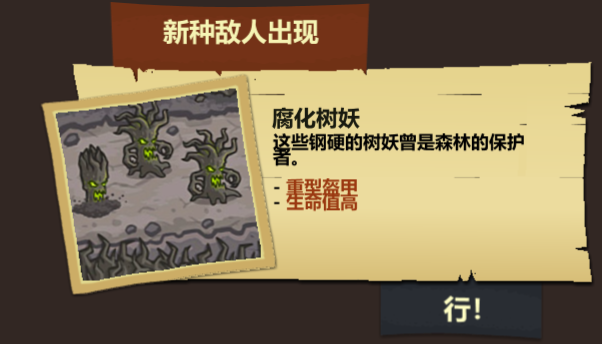 新种敌人出现
腐化树妖
这些钢硬的树妖曾是森林的保护
者。
- 重型盔甲
- 生命值高
行!